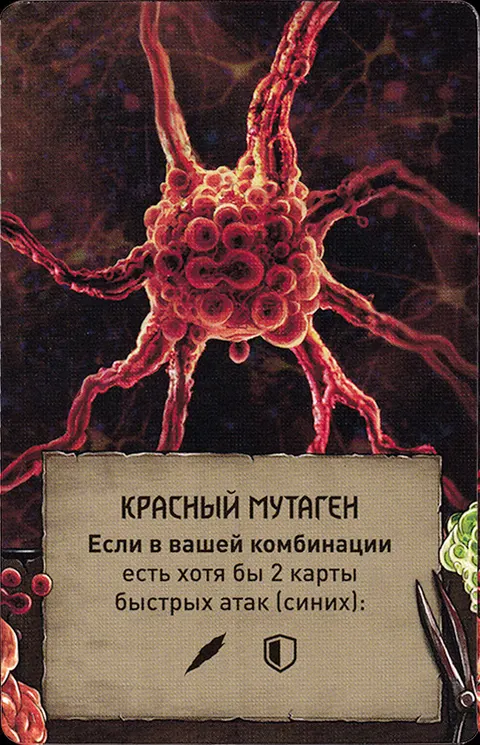 КРАСНЫЙ МУТАГЕН
Если в вашей комбинации
есть хотя бы 2 карты
быстрых атак (синих):